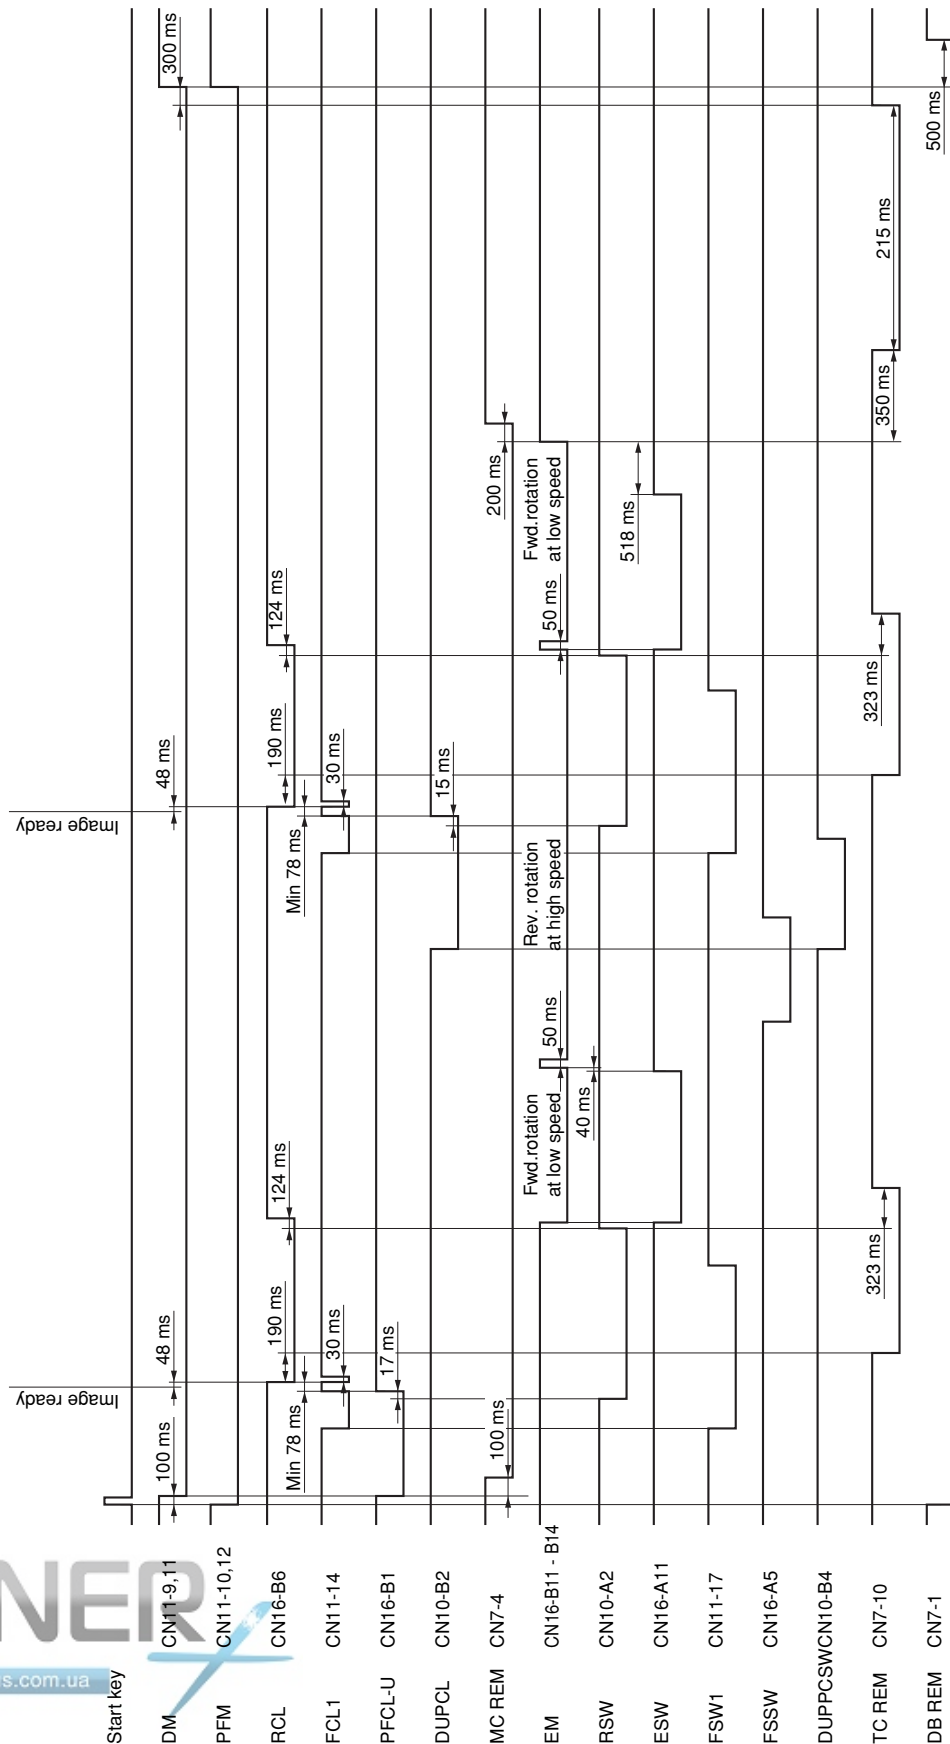 Start key
Image ready
Image ready
DM CN11-9,11
100 ms
48 ms
48 ms
300 ms
PFM CN11-10,12
RCL CN16-B6
190 ms
124 ms
190 ms
124 ms
Min 78 ms
Min 78 ms
FCL1 CN11-14
30 ms
30 ms
PFCL-U CN16-B1
17 ms
DUPCL CN10-B2
15 ms
MC REM CN7-4
100 ms
200 ms
EM CN16-B11 - B14
Fwd.rotation
at low speed
50 ms
Rev. rotation
at high speed
50 ms
Fwd.rotation
at low speed
RSW CN10-A2
40 ms
ESW CN16-A11
518 ms
FSW1 CN11-17
FSSW CN16-A5
DUPPCSWCN10-B4
TC REM CN7-10
323 ms
323 ms
350 ms
215 ms
DB REM CN7-1
500 ms
NER
s.com.ua